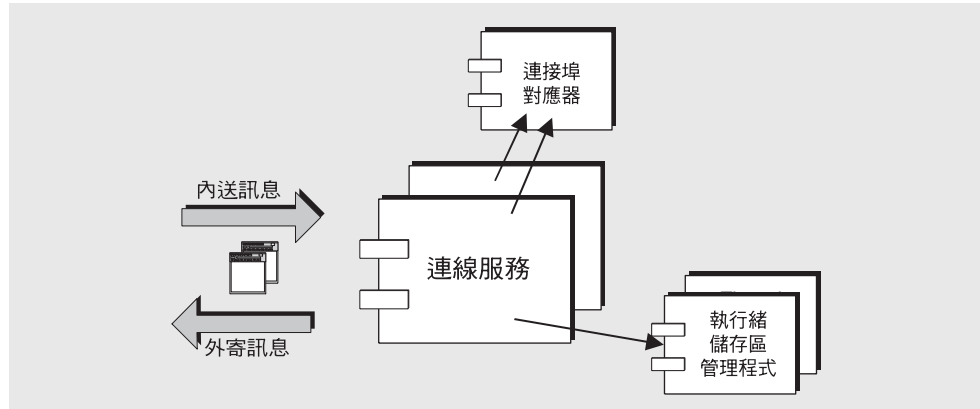 連接埠
對應器
內送訊息
連線服務
外寄訊息
執行緒
儲存區
管理程式